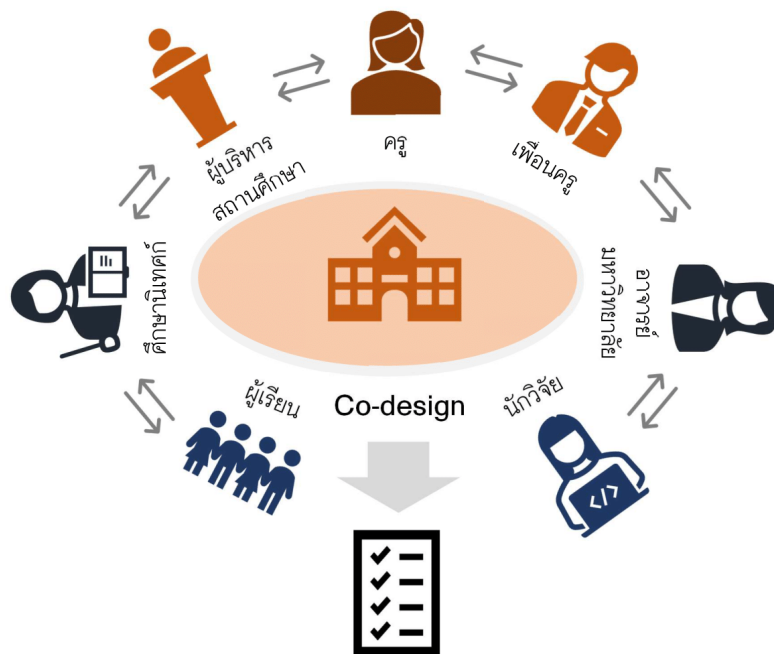 ครู
ผู้บริหาร
สถานศึกษา
เพื่อนครู
ศึกษานิเทศก์
อาจารย์
มหาวิทยาลัย
ผู้เรียน
Co-design
นักวิจัย
</>